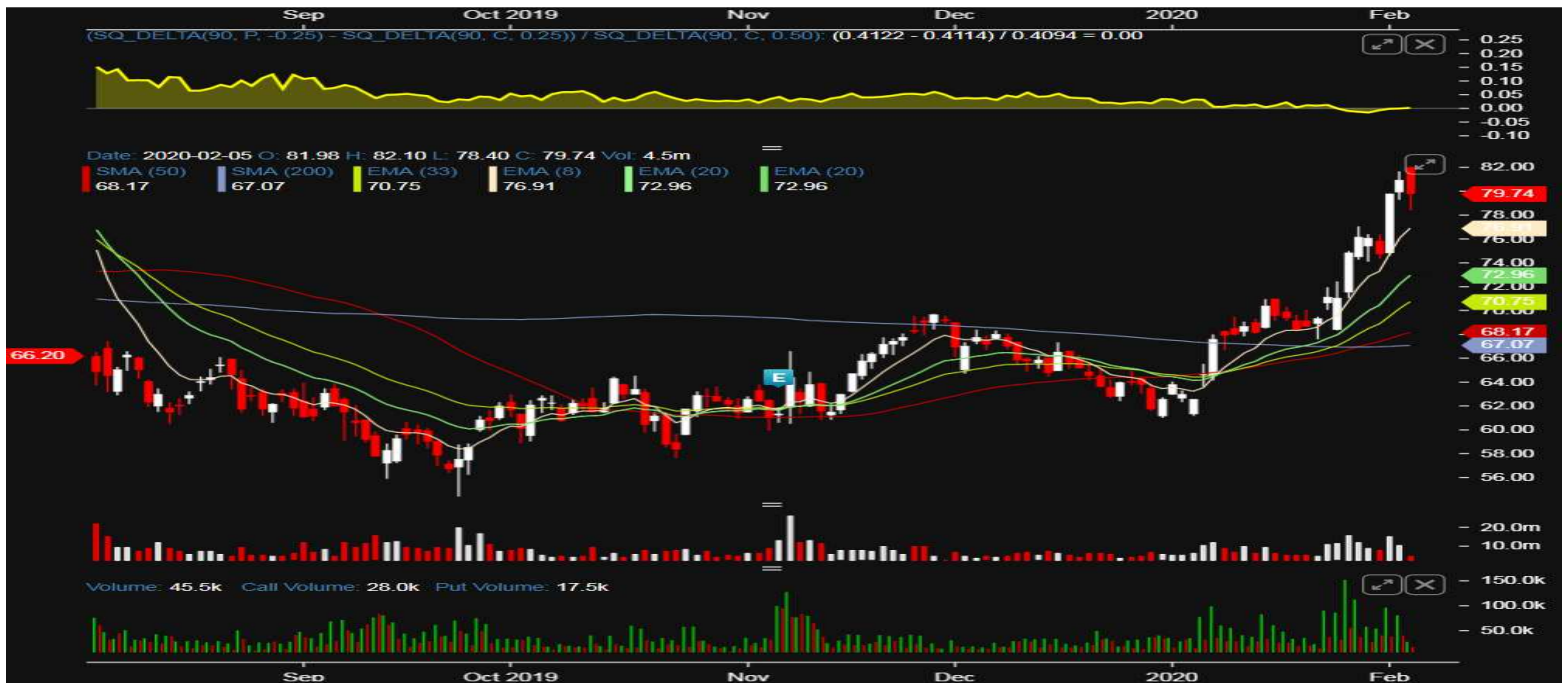 Sep Oct 2019 Nov Dec 2020 Feb
(SQ_DELTA(90, P, -0.25) - SQ_DELTA(90, C, 0.25)) / SQ_DELTA(90, C, 0.50): (0.4122 - 0.4114) / 0.4094 = 0.00
0.25
0.20
0.15
0.10
0.05
0.00
-0.05
-0.10
Date: 2020-02-05 O: 81.98 H: 82.10 L: 78.40 C: 79.74 Vol: 4.5m
SMA (50) SMA (200) EMA (33) EMA (8) EMA (20) EMA (20)
68.17 67.07 70.75 76.91 72.96 72.96
82.00
79.74
78.00
76.91
76.00
74.00
72.96
72.00
70.75
70.00
68.17
67.07
66.20
66.00
64.00
E
62.00
60.00
58.00
56.00
20.0m
10.0m
Volume: 45.5k Call Volume: 28.0k Put Volume: 17.5k
150.0k
100.0k
50.0k
Sep Oct 2019 Nov Dec 2020 Feb